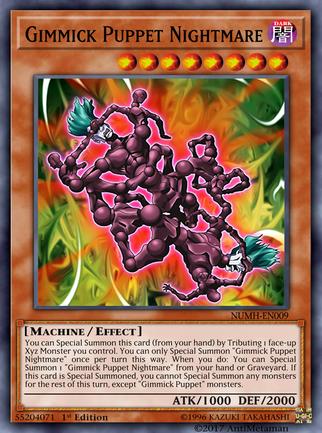 GIMMICK PUPPET NIGHTMARE
DARK
闇
NUMH-EN009
[MACHINE / EFFECT]
You can Special Summon this card (from your hand) by Tributing 1 face-up
Xyz Monster you control. You can only Special Summon "Gimmick Puppet
Nightmare" once per turn this way. When you do: You can Special
Summon 1 "Gimmick Puppet Nightmare" from your hand or Graveyard. If
this card is Special Summoned, you cannot Special Summon any monsters
for the rest of this turn, except "Gimmick Puppet" monsters.
ATK/1000 DEF/2000
55204071 1st Edition ©1996 KAZUKI TAKAHASHI
©2017 AntiMetaman